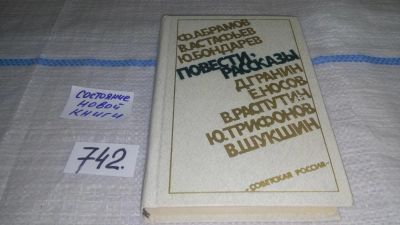 СОСТОЯНИЕ
НОВОЙ
КНИГИ
742.
Ф.АБРАМОВ
В.АСТАФЬЕВ
Ю.БОНДАРЕВ
ПОВЕСТИ·
РАССКАЗЫ
Д.ГРАНИН
Е.НОСОВ
В.РАСПУТИН
Ю.ТРИФОНОВ
В.ШУКШИН
·СОВЕТСКАЯ РОССИЯ·